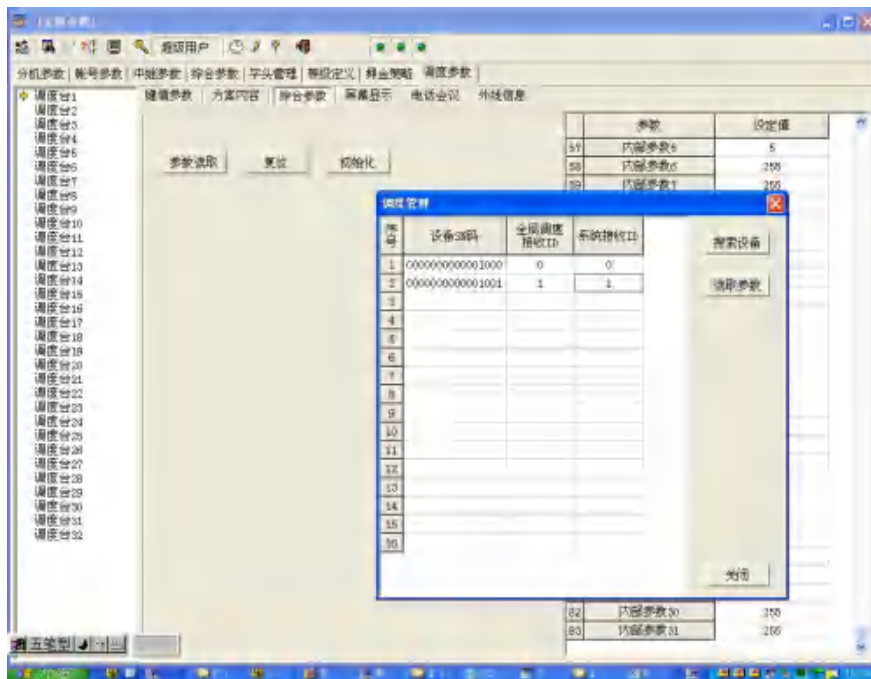 超级用户
分机参数 帐号参数 中继参数 综合参数 字头管理 等级定义 绑金策略 调度参数
键值参数 方案内容 综合参数 屏幕显示 电话会议 外线信息
调度台1
调度台2
调度台3
调度台4
调度台5
调度台6
调度台7
调度台8
调度台9
调度台10
调度台11
调度台12
调度台13
调度台14
调度台15
调度台16
调度台17
调度台18
调度台19
调度台20
调度台21
调度台22
调度台23
调度台24
调度台25
调度台26
调度台27
调度台28
调度台29
调度台30
调度台31
调度台32
参数读取 复位 初始化
参数 设定值
57 内部参数5 5
58 内部参数6 255
59 内部参数7 255
调度管理
序号 设备ID码 全局调度接收ID 系统接收ID
1 0000000000001000 0 0
2 0000000000001001 1 1
3
4
5
6
7
8
9
10
11
12
13
14
15
16
搜索设备
读取参数
关闭
82 内部参数30 255
83 内部参数31 255
五笔型